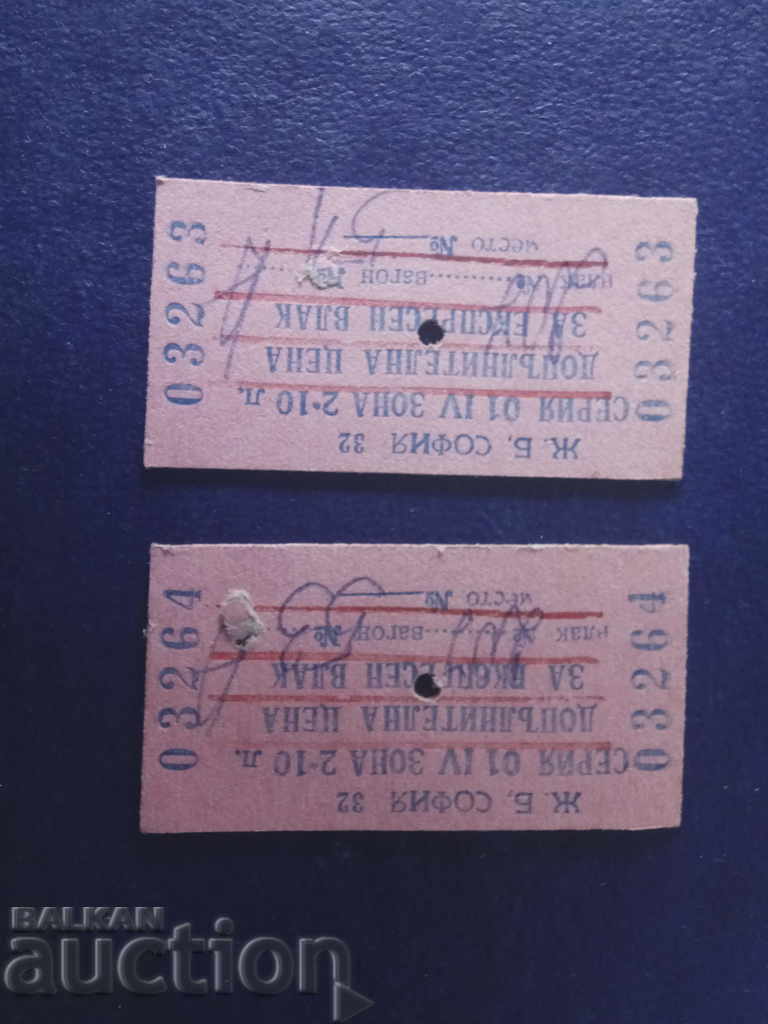 Ж. Б. СОФИЯ 32
СЕРИЯ 01 IV ЗОНА 2·10 л.
ДОПЪЛНИТЕЛНА ЦЕНА
ЗА ЕКСПРЕСЕН ВЛАК
влак №..........вагон №
място №
03263
03263
Ж. Б. СОФИЯ 32
СЕРИЯ 01 IV ЗОНА 2·10 л.
ДОПЪЛНИТЕЛНА ЦЕНА
ЗА ЕКСПРЕСЕН ВЛАК
влак № вагон №
място №
03264
03264
BALKAN
auction